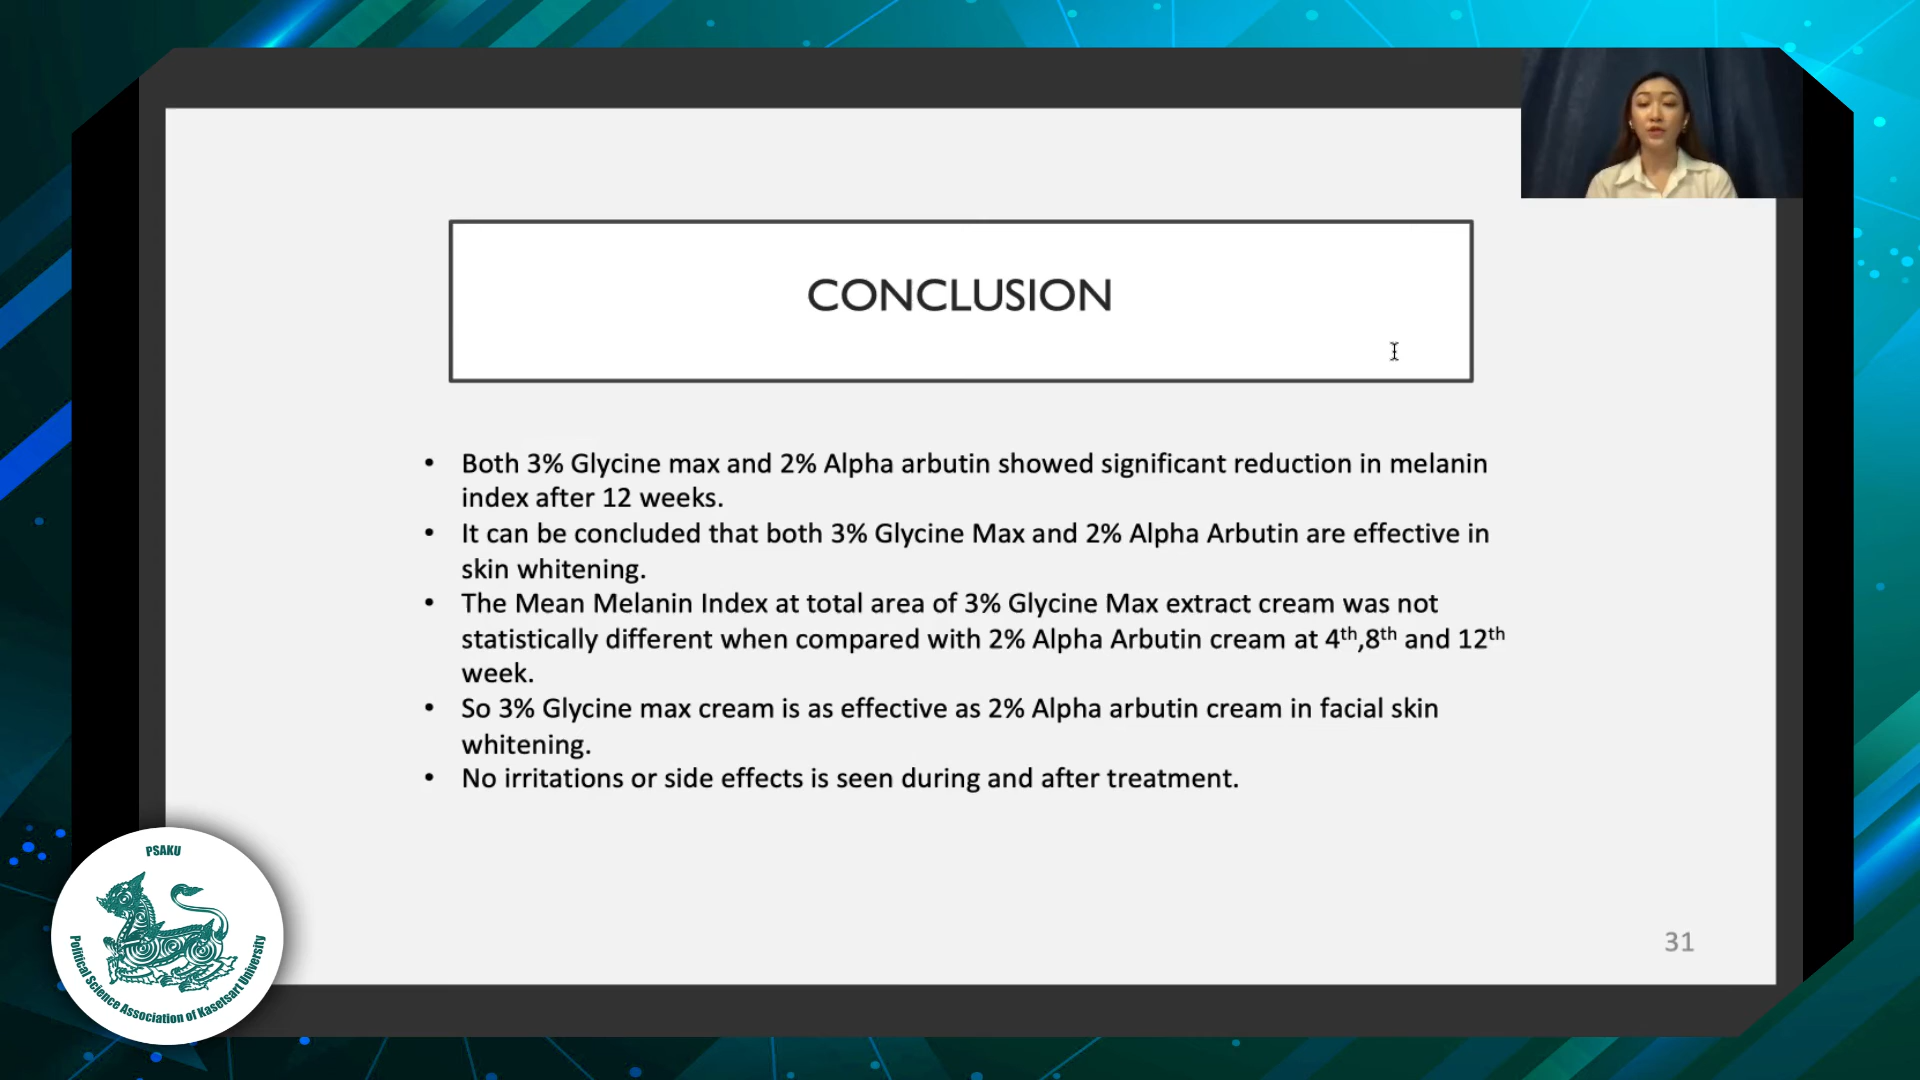 CONCLUSION
• Both 3% Glycine max and 2% Alpha arbutin showed significant reduction in melanin
index after 12 weeks.
• It can be concluded that both 3% Glycine Max and 2% Alpha Arbutin are effective in
skin whitening.
• The Mean Melanin Index at total area of 3% Glycine Max extract cream was not
statistically different when compared with 2% Alpha Arbutin cream at 4th,8th and 12th
week.
• So 3% Glycine max cream is as effective as 2% Alpha arbutin cream in facial skin
whitening.
• No irritations or side effects is seen during and after treatment.
31
PSAKU
Political Science Association of Kasetsart University